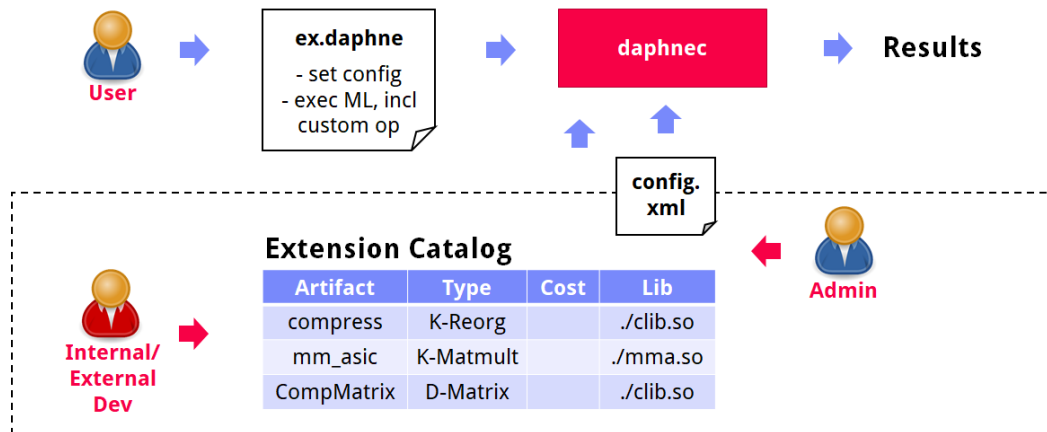 User
ex.daphne
- set config
- exec ML, incl
custom op
daphnec
Results
config.
xml
Admin
Extension Catalog
Artifact Type Cost Lib
compress K-Reorg ./clib.so
mm_asic K-Matmult ./mma.so
CompMatrix D-Matrix ./clib.so
Internal/
External
Dev